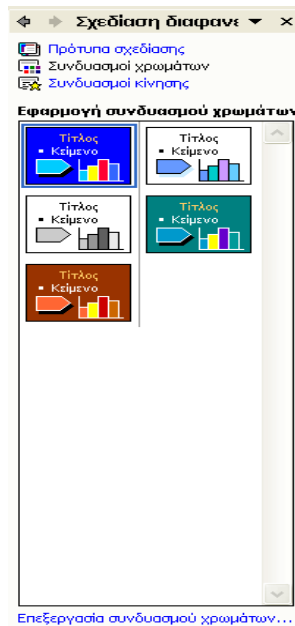 Σχεδίαση διαφανε
Πρότυπα σχεδίασης
Συνδυασμοί χρωμάτων
Συνδυασμοί κίνησης
Εφαρμογή συνδυασμού χρωμάτων
Τίτλος
Κείμενο
Τίτλος
Κείμενο
Τίτλος
Κείμενο
Τίτλος
Κείμενο
Τίτλος
Κείμενο
Επεξεργασία συνδυασμού χρωμάτων...